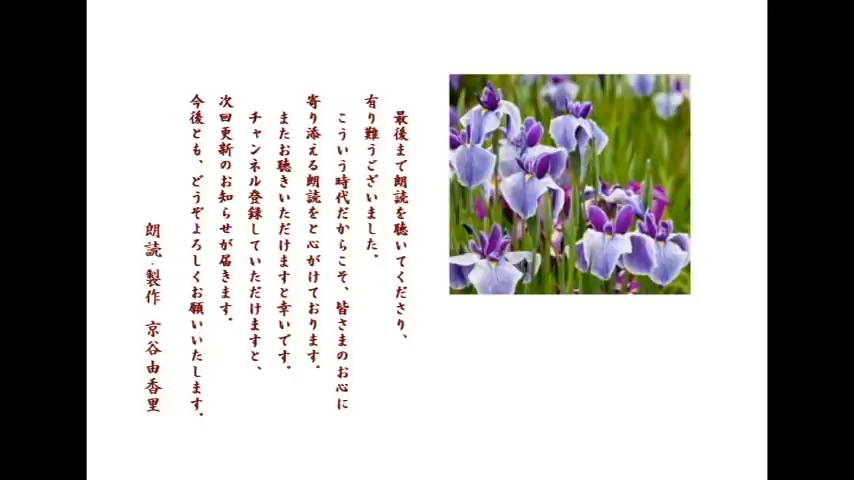 最後まで朗読を聴いてくださり、
有り難うございました。
こういう時代だからこそ、皆さまのお心に
寄り添える朗読をと心がけております。
またお聴きいただけますと幸いです。
チャンネル登録していただけますと、
次回更新のお知らせが届きます。
今後とも、どうぞよろしくお願いいたします。
朗読・製作　京谷由香里